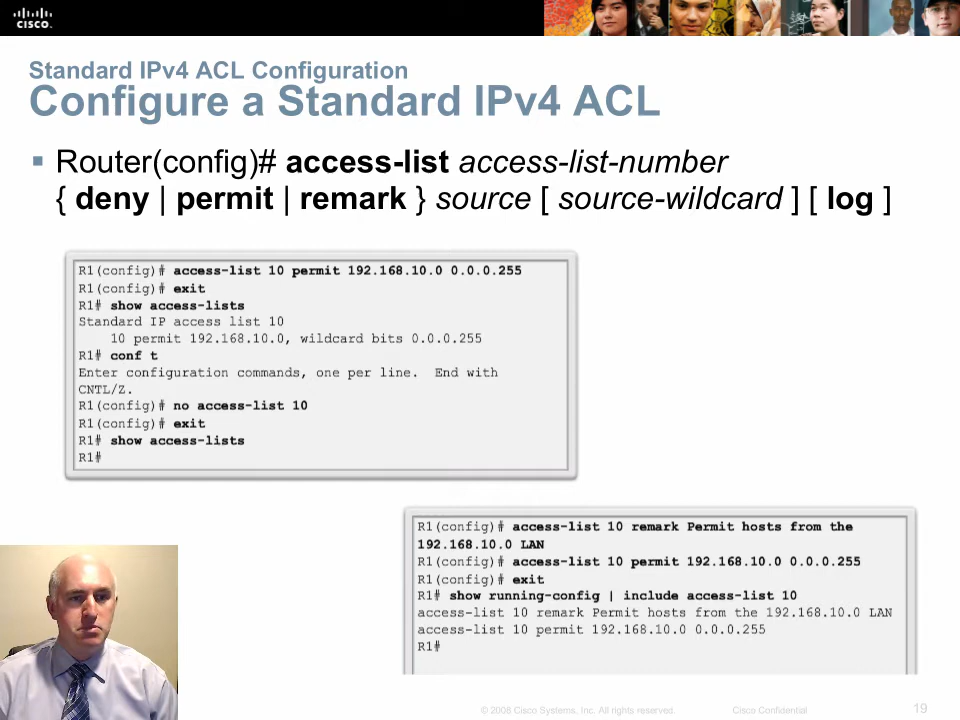 CISCO
Standard IPv4 ACL Configuration
Configure a Standard IPv4 ACL
Router(config)# access-list access-list-number
{ deny | permit | remark } source [ source-wildcard ] [ log ]
R1(config)# access-list 10 permit 192.168.10.0 0.0.0.255
R1(config)# exit
R1# show access-lists
Standard IP access list 10
10 permit 192.168.10.0, wildcard bits 0.0.0.255
R1# conf t
Enter configuration commands, one per line. End with
CNTL/Z.
R1(config)# no access-list 10
R1(config)# exit
R1# show access-lists
R1#
R1(config)# access-list 10 remark Permit hosts from the
192.168.10.0 LAN
R1(config)# access-list 10 permit 192.168.10.0 0.0.0.255
R1(config)# exit
R1# show running-config | include access-list 10
access-list 10 remark Permit hosts from the 192.168.10.0 LAN
access-list 10 permit 192.168.10.0 0.0.0.255
R1#
© 2008 Cisco Systems, Inc. All rights reserved. Cisco Confidential 19